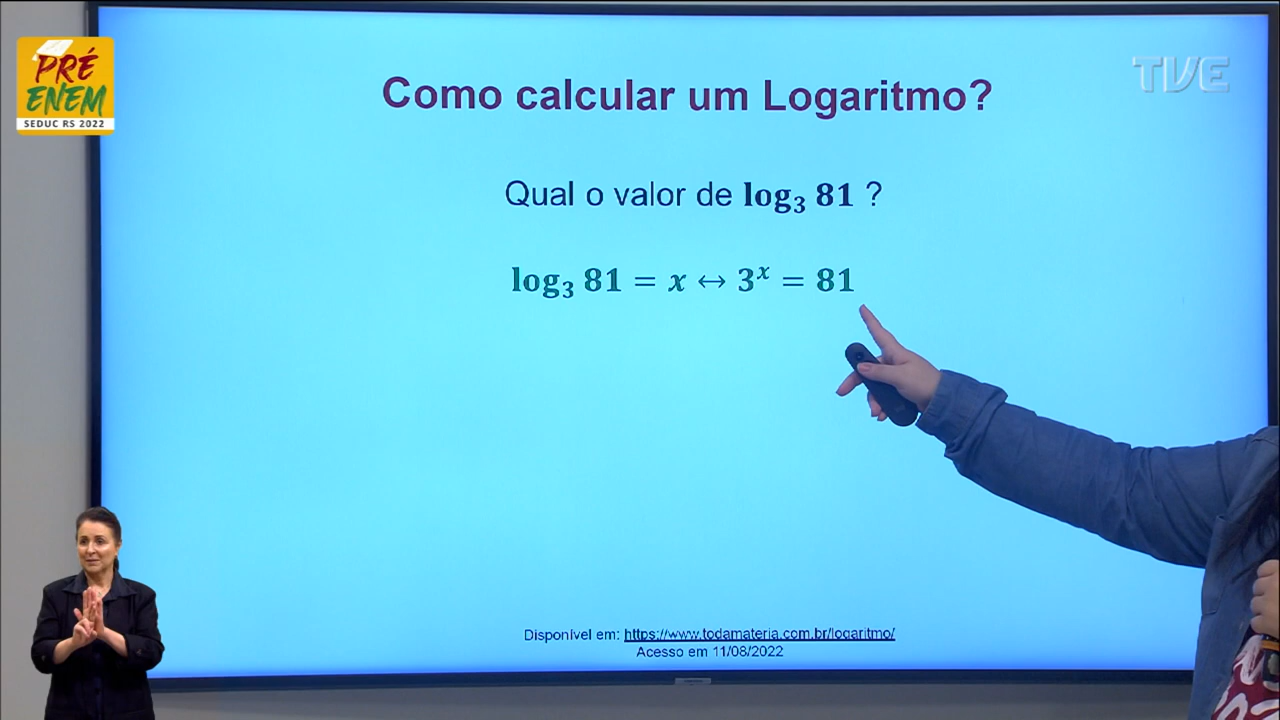 PRÉ
ENEM
SEDUC RS 2022
TVE
Como calcular um Logaritmo?
Qual o valor de log₃ 81 ?
log₃ 81 = x ↔ 3ˣ = 81
Disponível em: https://www.todamateria.com.br/logaritmo/
Acesso em 11/08/2022